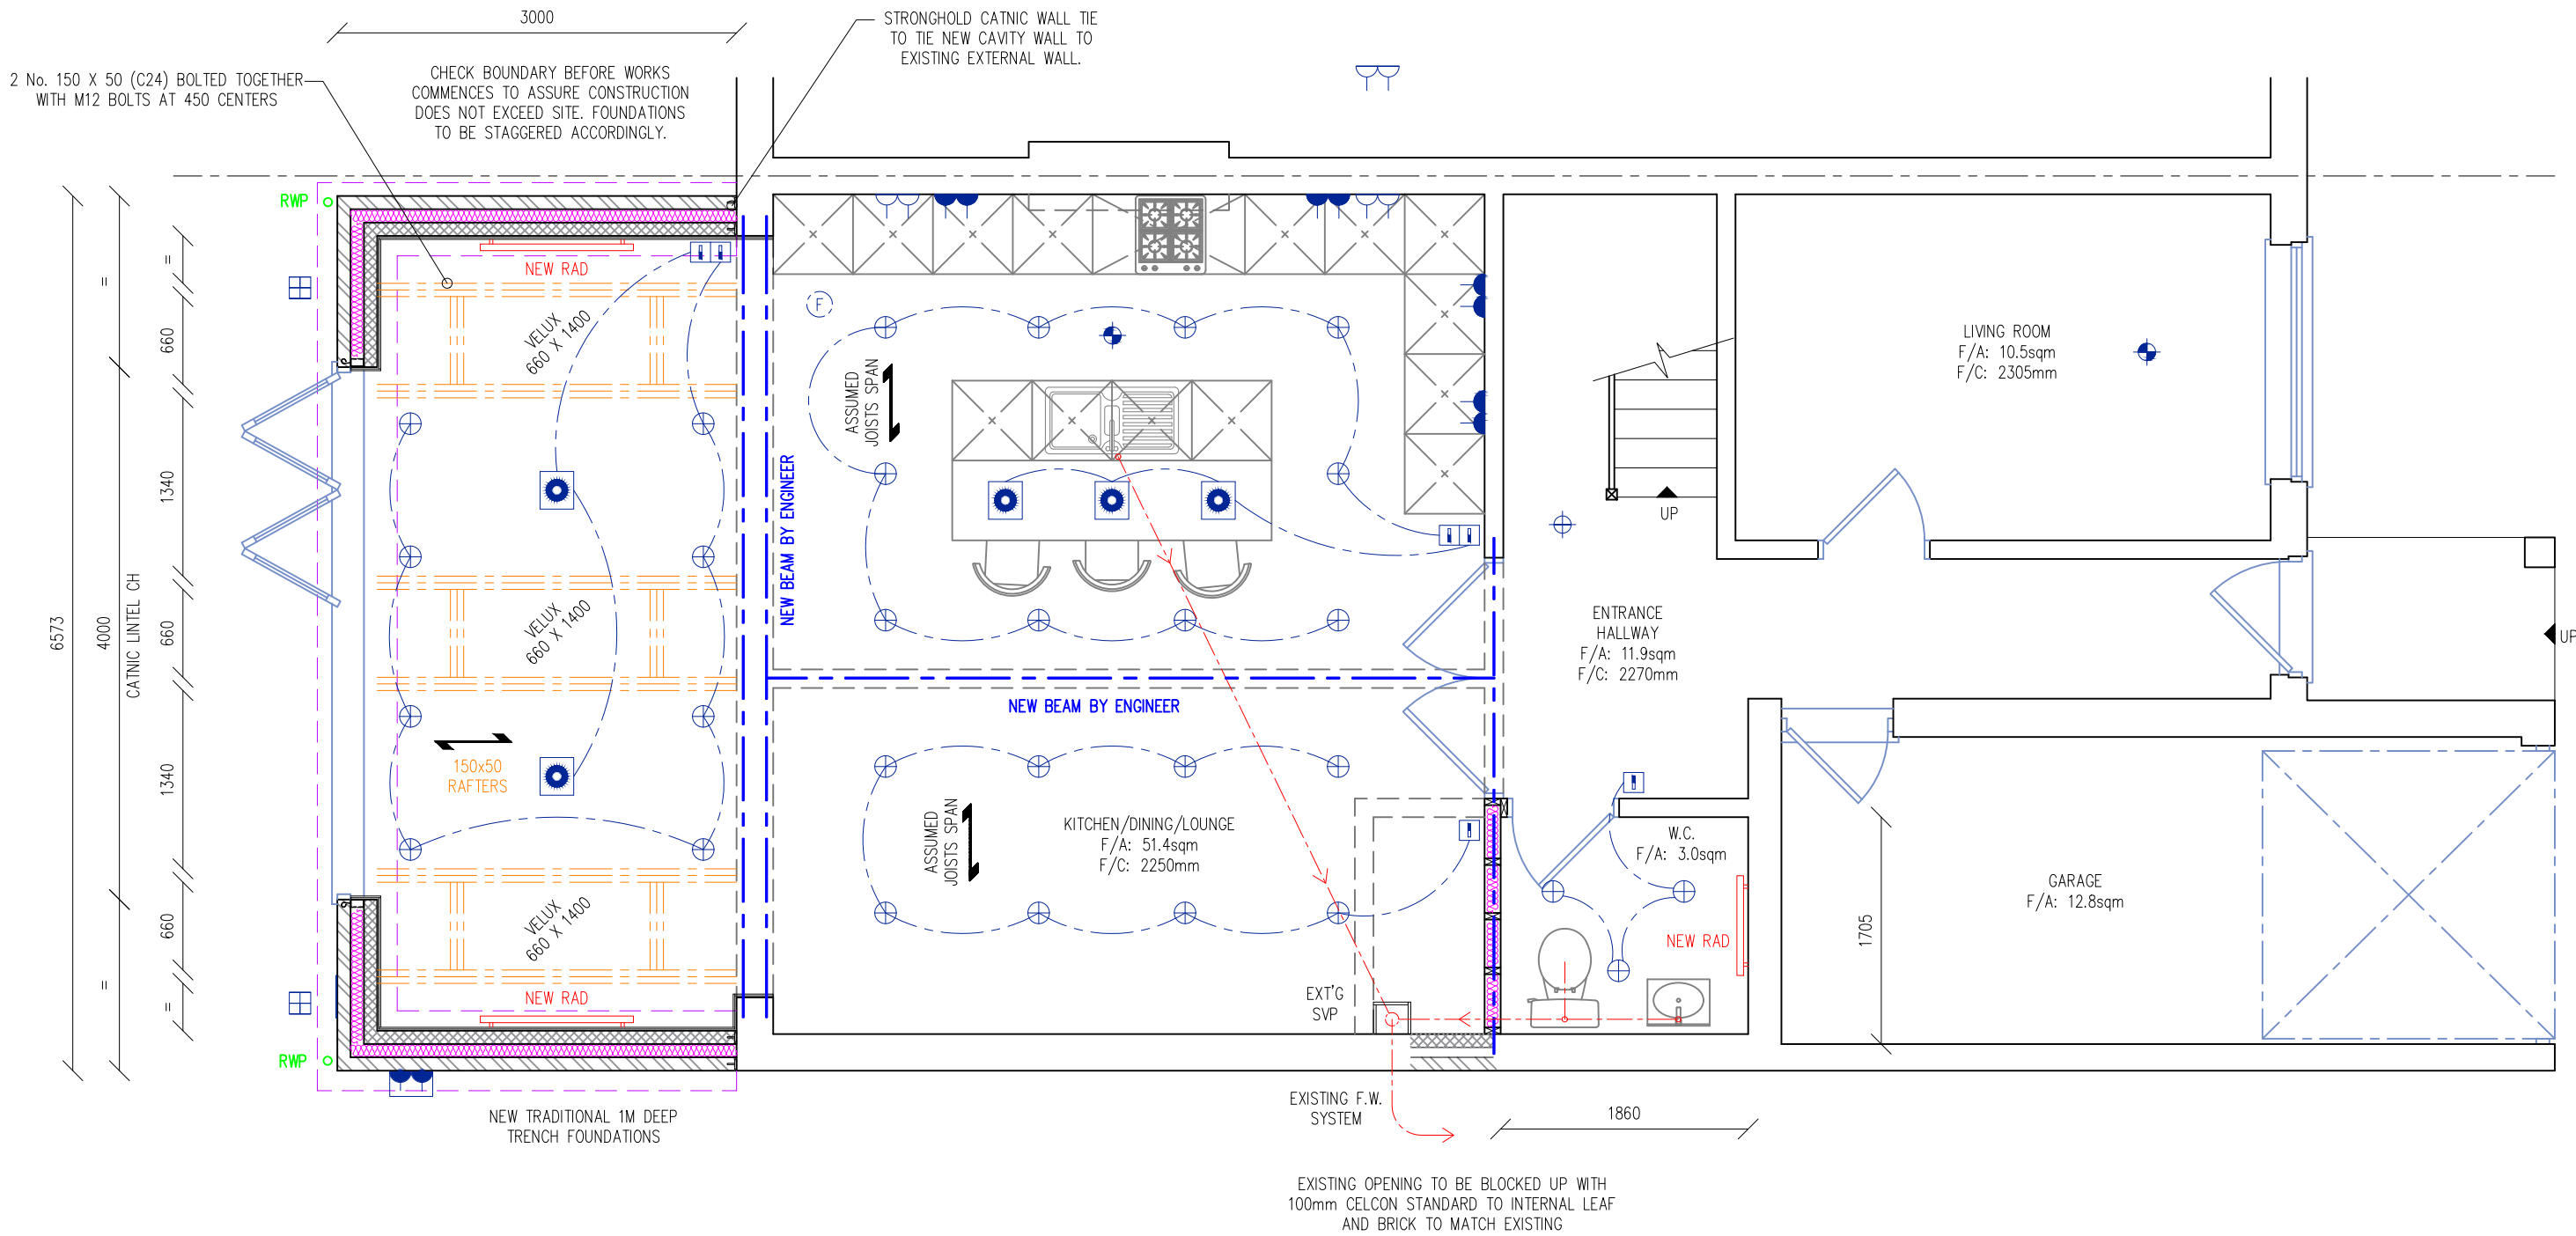 3000
STRONGHOLD CATNIC WALL TIE
TO TIE NEW CAVITY WALL TO
EXISTING EXTERNAL WALL.
2 No. 150 X 50 (C24) BOLTED TOGETHER
WITH M12 BOLTS AT 450 CENTERS
CHECK BOUNDARY BEFORE WORKS
COMMENCES TO ASSURE CONSTRUCTION
DOES NOT EXCEED SITE. FOUNDATIONS
TO BE STAGGERED ACCORDINGLY.
RWP
NEW RAD
=
=
660
1340
660
1340
660
=
=
6573
4000
CATNIC LINTEL CH
VELUX
660 X 1400
VELUX
660 X 1400
VELUX
660 X 1400
150x50
RAFTERS
NEW RAD
RWP
NEW TRADITIONAL 1M DEEP
TRENCH FOUNDATIONS
F
ASSUMED
JOISTS SPAN
NEW BEAM BY ENGINEER
NEW BEAM BY ENGINEER
ASSUMED
JOISTS SPAN
KITCHEN/DINING/LOUNGE
F/A: 51.4sqm
F/C: 2250mm
EXT'G
SVP
EXISTING F.W.
SYSTEM
LIVING ROOM
F/A: 10.5sqm
F/C: 2305mm
UP
ENTRANCE
HALLWAY
F/A: 11.9sqm
F/C: 2270mm
UP
W.C.
F/A: 3.0sqm
NEW RAD
GARAGE
F/A: 12.8sqm
1705
1860
EXISTING OPENING TO BE BLOCKED UP WITH
100mm CELCON STANDARD TO INTERNAL LEAF
AND BRICK TO MATCH EXISTING